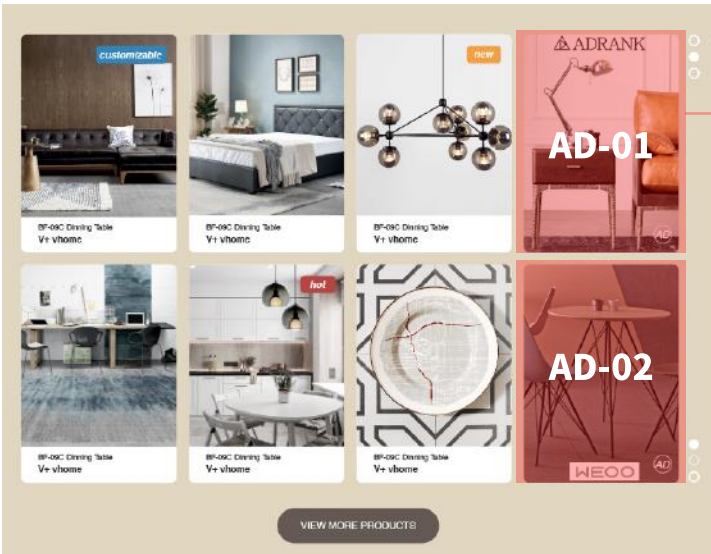 customizable
BF-09C Dinning Table
V+ vhome
BF-09C Dinning Table
V+ vhome
new
BF-09C Dinning Table
V+ vhome
ADRANK
AD-01
AD
BF-09C Dinning Table
V+ vhome
hot
BF-09C Dinning Table
V+ vhome
BF-09C Dinning Table
V+ vhome
AD-02
AD
WEOO
VIEW MORE PRODUCTS